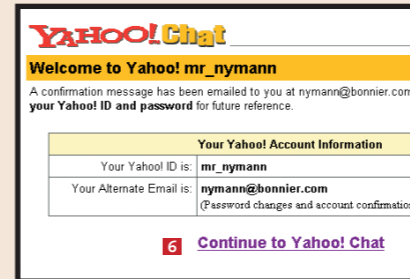 YAHOO! Chat
Welcome to Yahoo! mr_nymann
A confirmation message has been emailed to you at nymann@bonnier.com
your Yahoo! ID and password for future reference.
Your Yahoo! Account Information
Your Yahoo! ID is: mr_nymann
Your Alternate Email is: nymann@bonnier.com
(Password changes and account confirmation
6 Continue to Yahoo! Chat